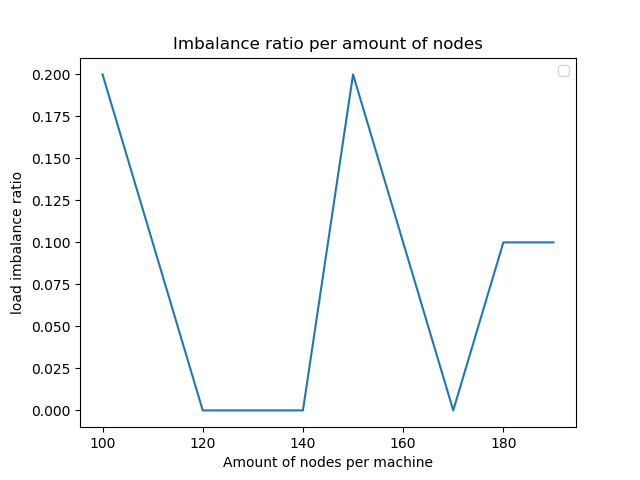 Imbalance ratio per amount of nodes
0.200
0.175
0.150
0.125
0.100
0.075
0.050
0.025
0.000
load imbalance ratio
100 120 140 160 180
Amount of nodes per machine